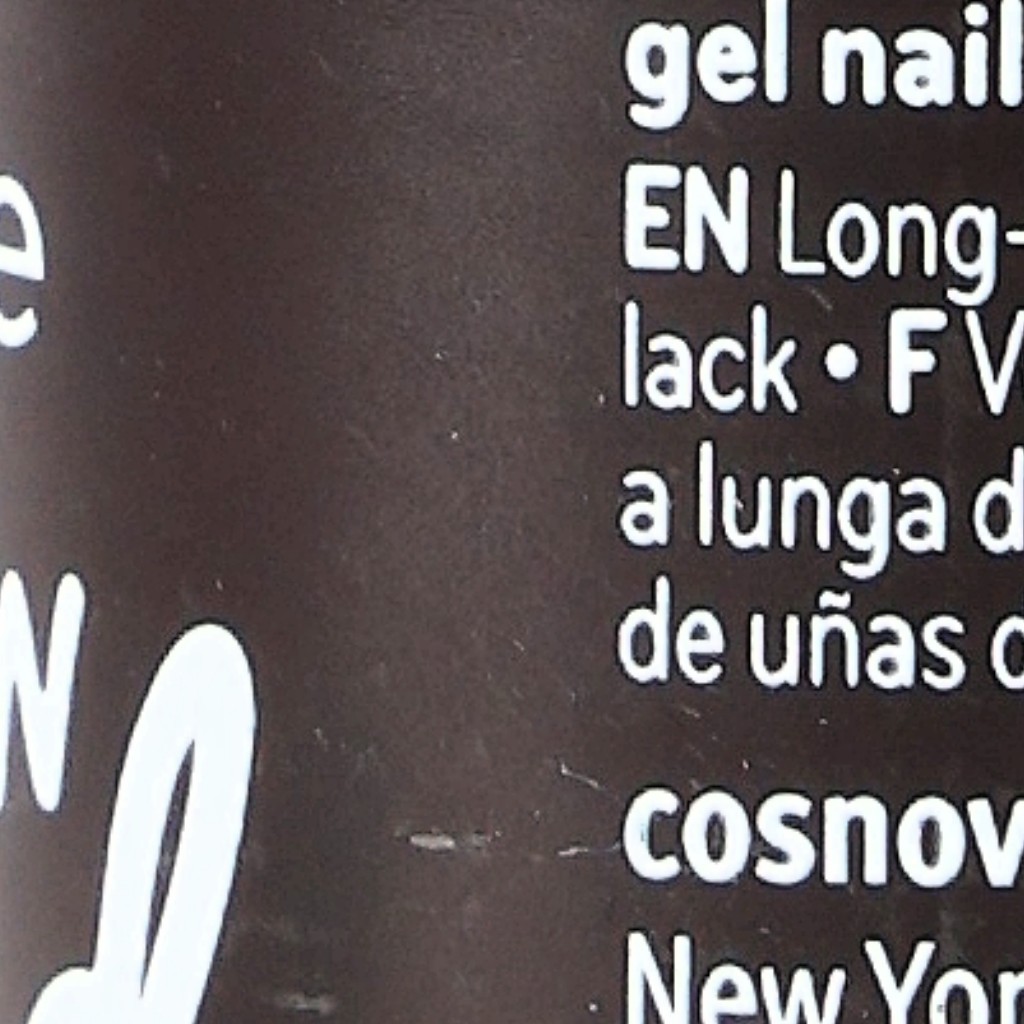 gel nail
EN Long-
lack • F V
a lunga d
de uñas
cosnov
New Yor